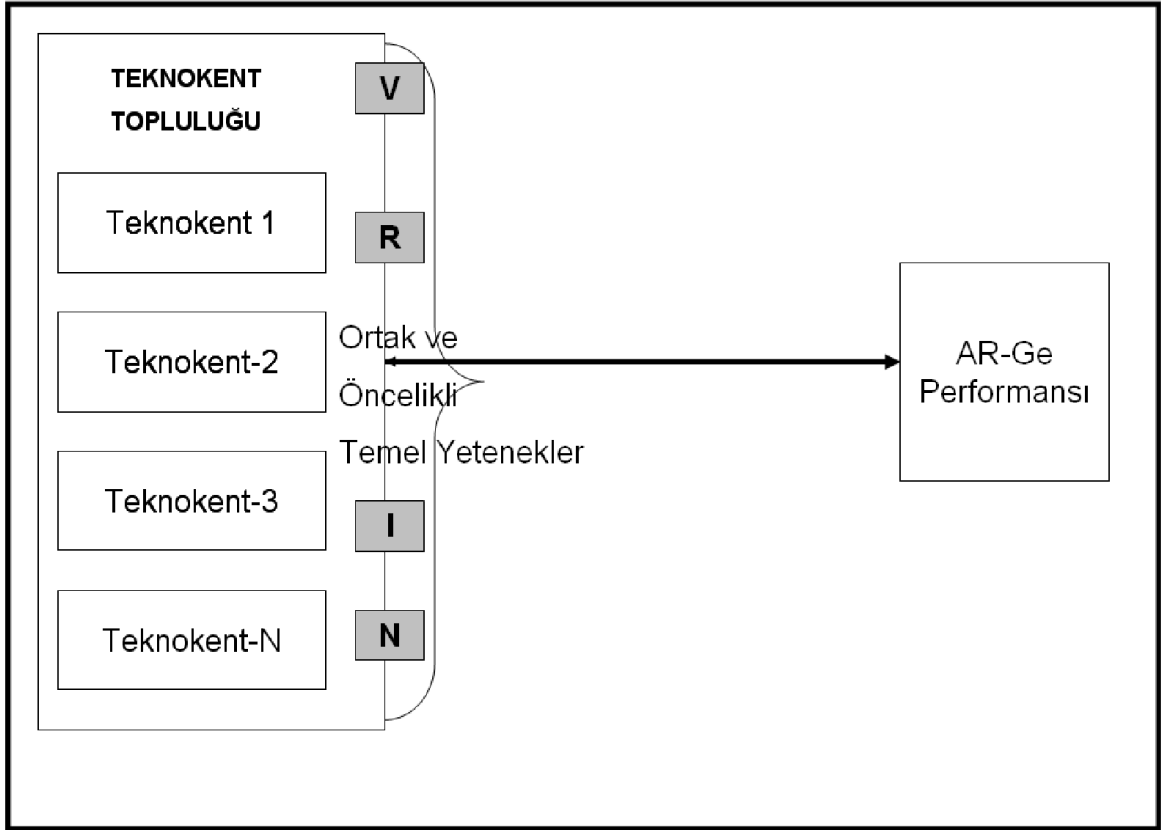 TEKNOKENT
TOPLULUĞU
V
Teknokent 1
R
Teknokent-2
Ortak ve
Öncelikli
Temel Yetenekler
Teknokent-3
I
Teknokent-N
N
AR-Ge
Performansı